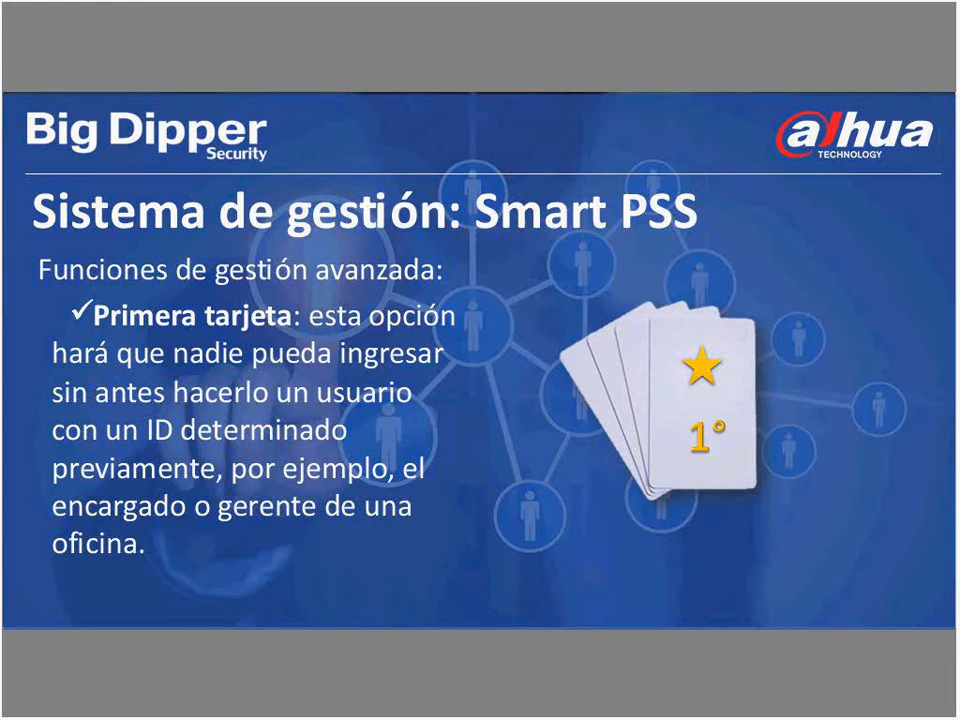 Big Dipper
Security
alhua
TECHNOLOGY
Sistema de gestión: Smart PSS
Funciones de gestión avanzada:
✓Primera tarjeta: esta opción
hará que nadie pueda ingresar
sin antes hacerlo un usuario
con un ID determinado
previamente, por ejemplo, el
encargado o gerente de una
oficina.
1°